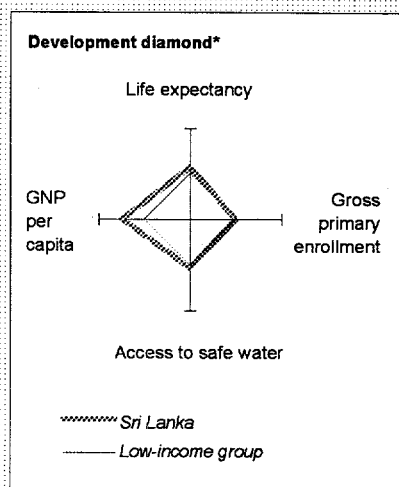 Development diamond*
Life expectancy
GNP
per
capita
Gross
primary
enrollment
Access to safe water
Sri Lanka
Low-income group